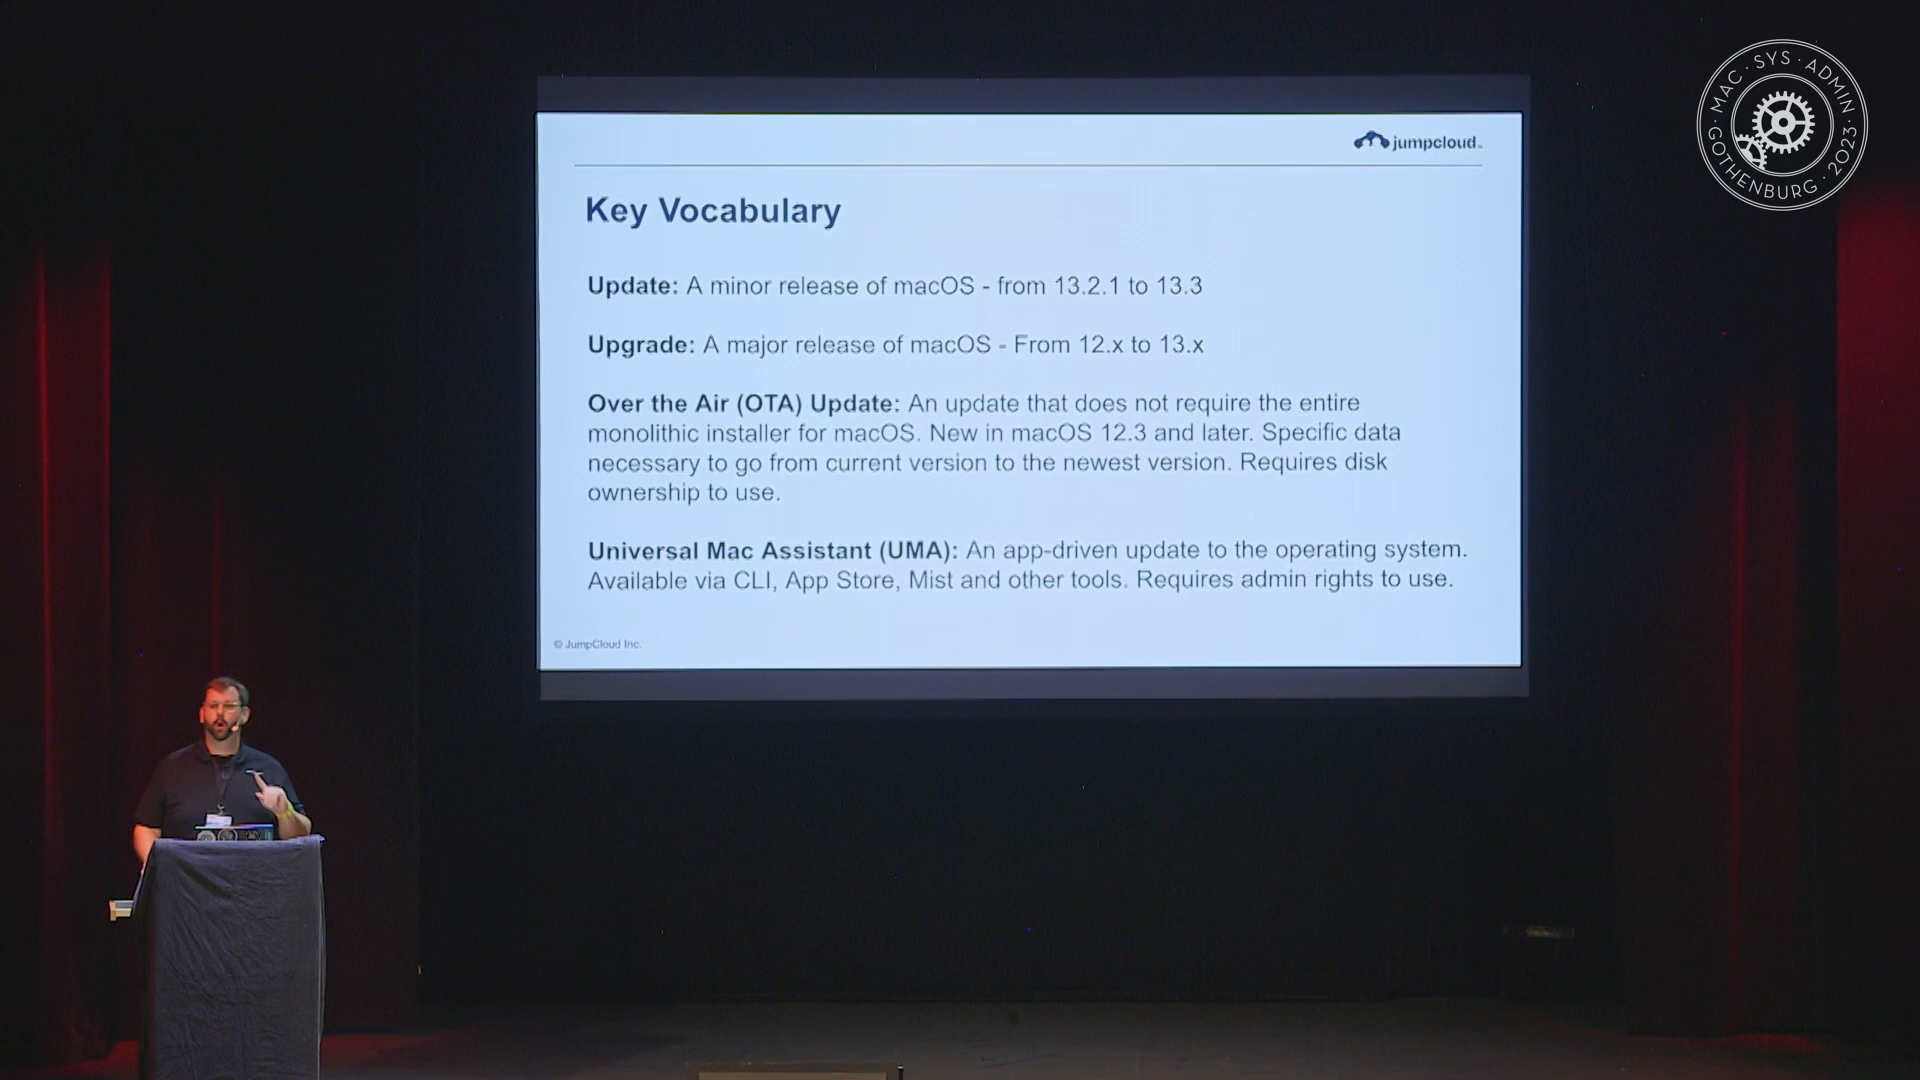 jumpcloud
Key Vocabulary
Update: A minor release of macOS - from 13.2.1 to 13.3
Upgrade: A major release of macOS - From 12.x to 13.x
Over the Air (OTA) Update: An update that does not require the entire
monolithic installer for macOS. New in macOS 12.3 and later. Specific data
necessary to go from current version to the newest version. Requires disk
ownership to use.
Universal Mac Assistant (UMA): An app-driven update to the operating system.
Available via CLI, App Store, Mist and other tools. Requires admin rights to use.
© JumpCloud Inc.
MAC · SYS · ADMIN ·
GOTHENBURG · 2023